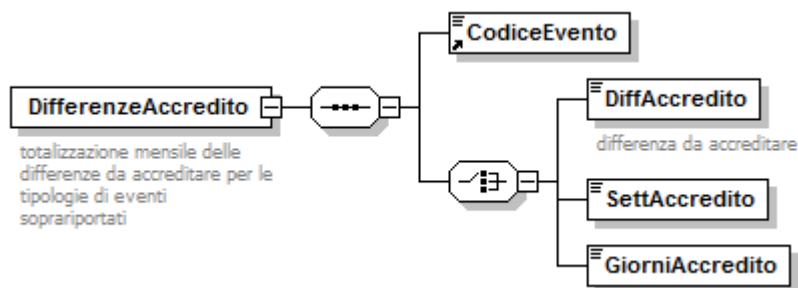 CodiceEvento
DifferenzeAccredito
totalizzazione mensile delle
differenze da accreditare per le
tipologie di eventi
soprariportati
DiffAccredito
differenza da accreditare
SettAccredito
GiorniAccredito